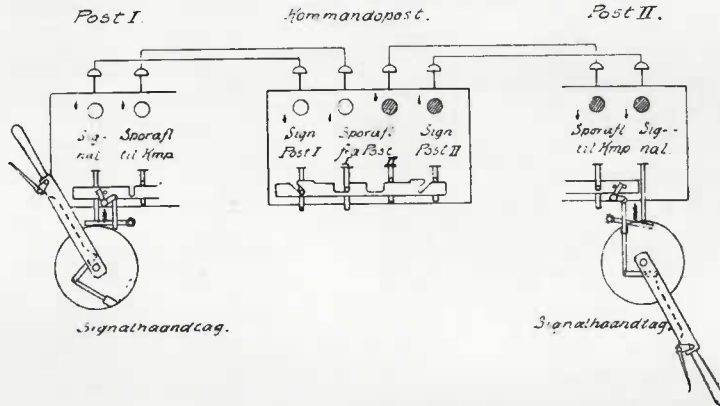 Post I.
Kommandopost.
Post II.
Sig-
nal
Sporafl
til Kmp
Sign
Post I
Sporafl
fra Post
Sign
Post II
Sporafl
til Kmp
Sig-
nal.
Signalhaandtag.
Signalhaandtag.